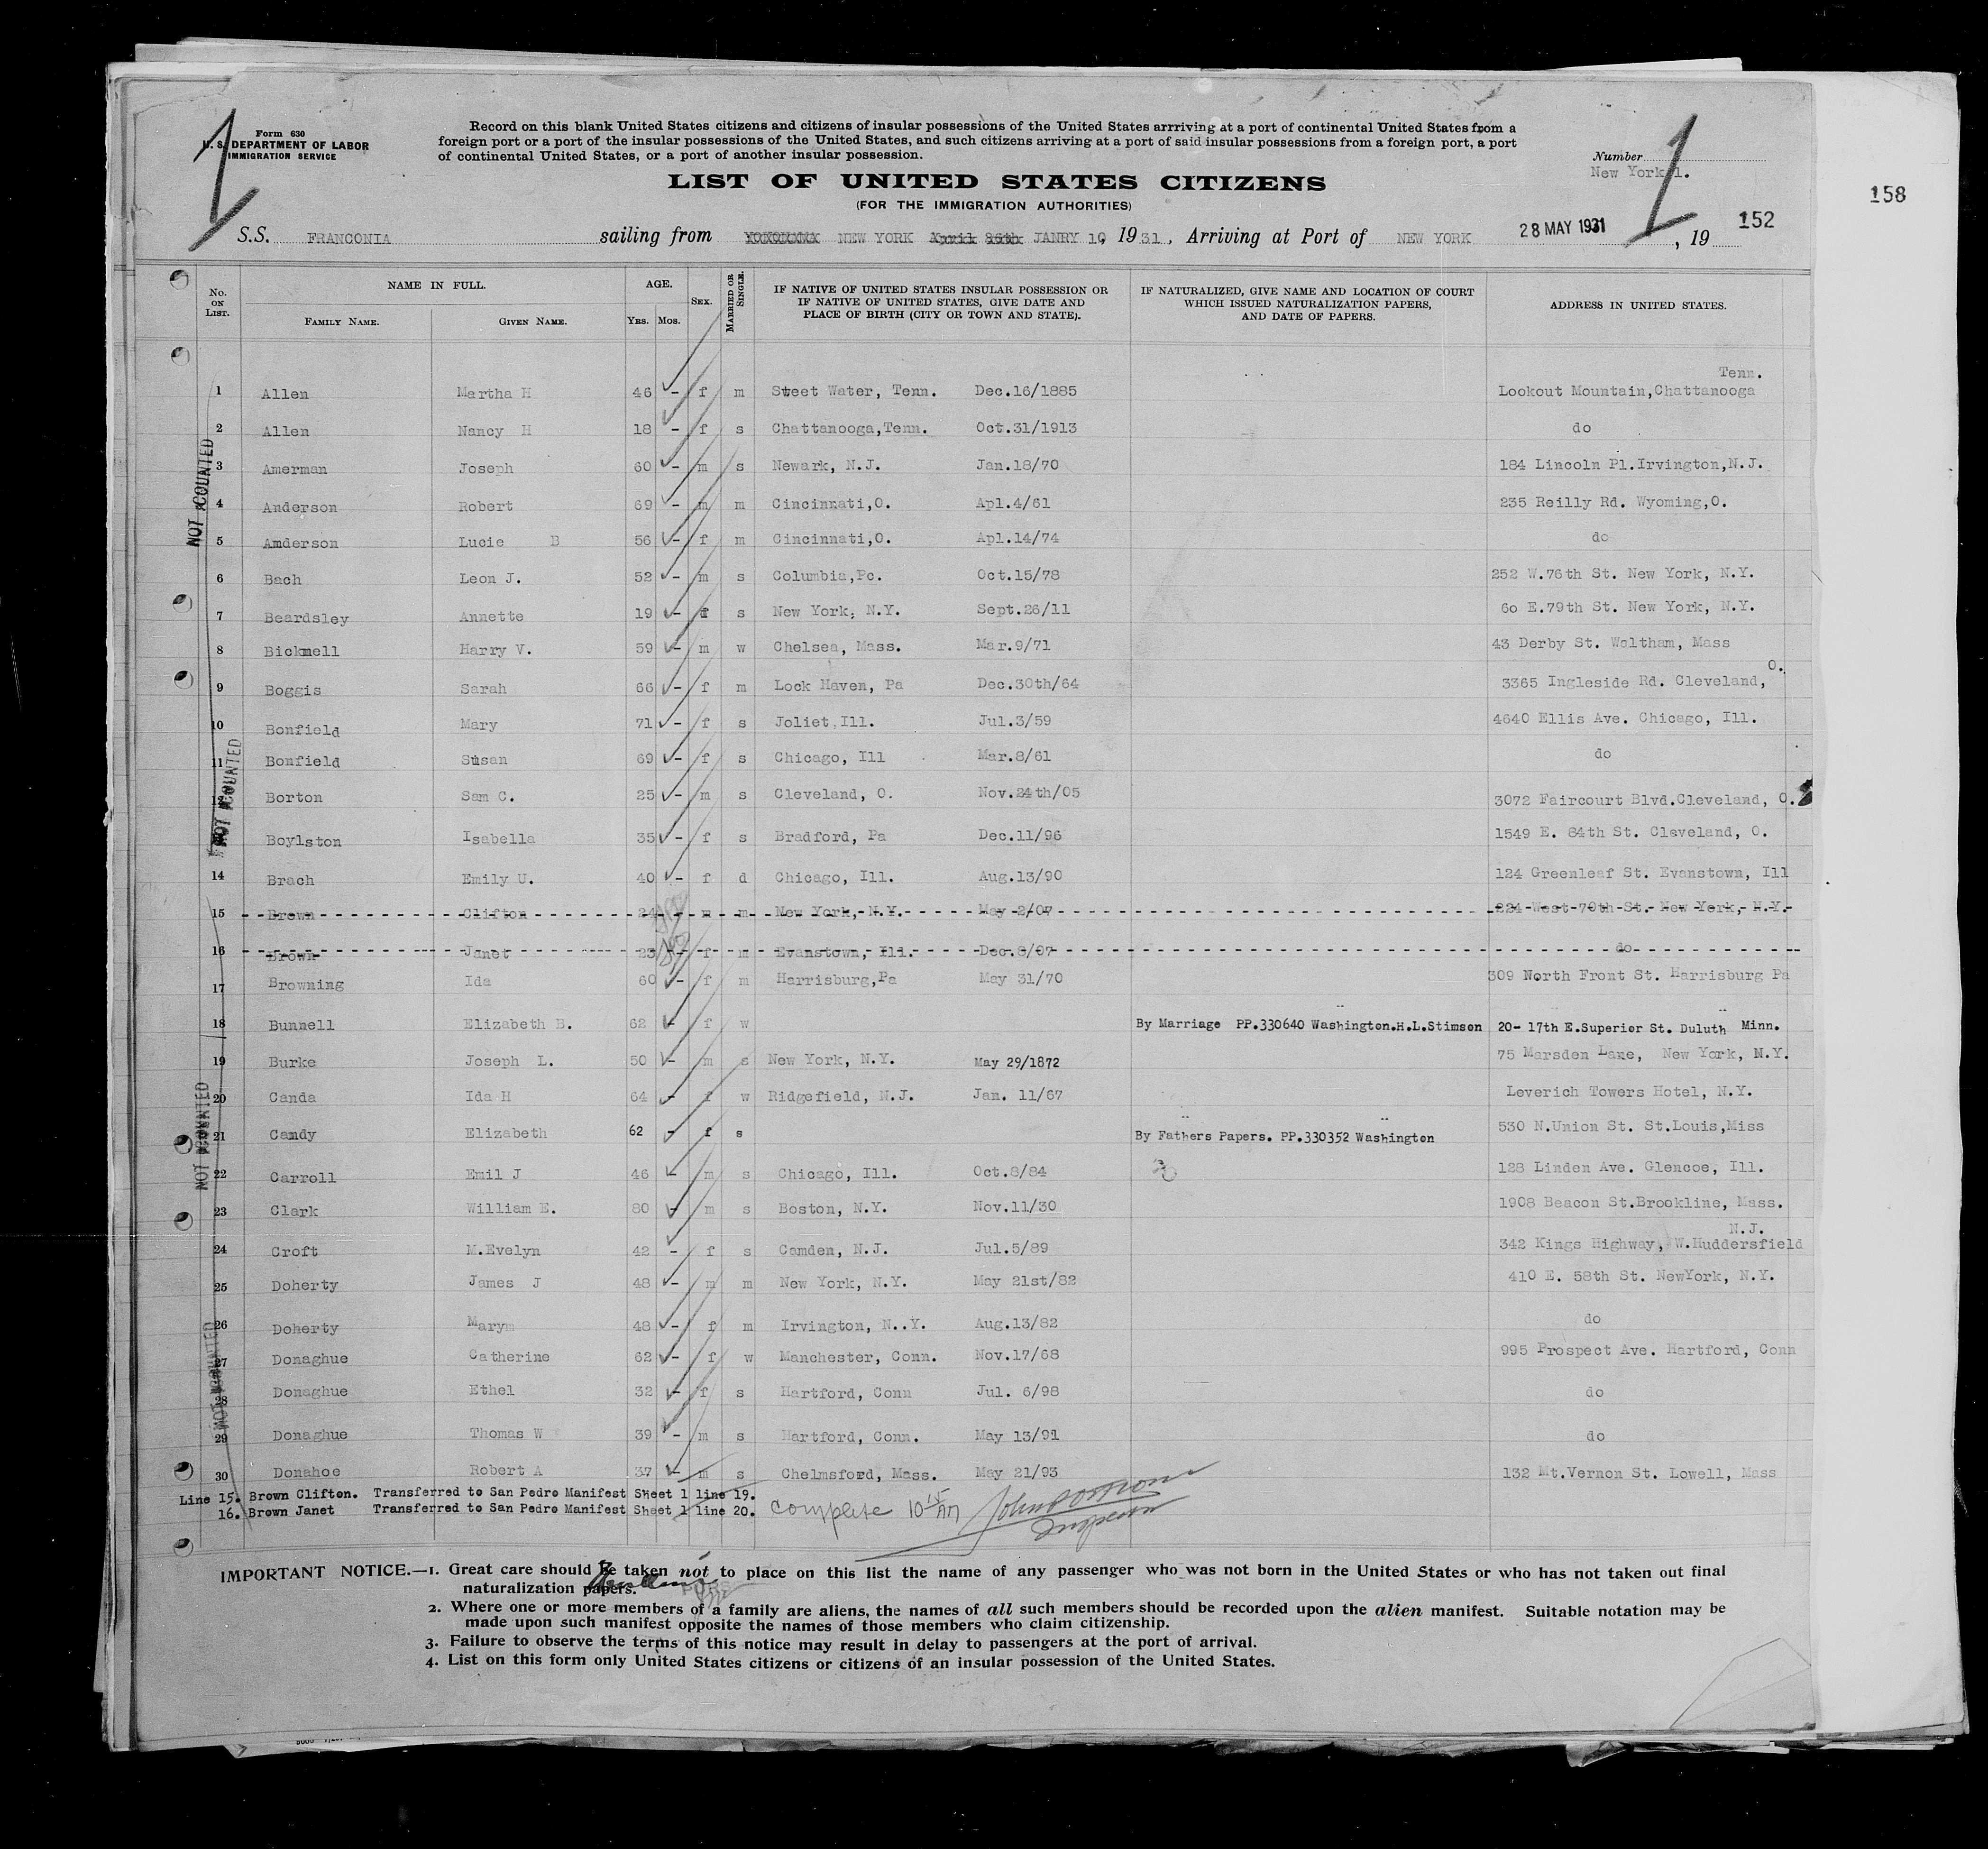 158
Form 630
U. S. DEPARTMENT OF LABOR
IMMIGRATION SERVICE
Record on this blank United States citizens and citizens of insular possessions of the United States arrriving at a port of continental United States from a
foreign port or a port of the insular possessions of the United States, and such citizens arriving at a port of said insular possessions from a foreign port, a port
of continental United States, or a port of another insular possession.
1
1
Number
New York 1.
LIST OF UNITED STATES CITIZENS
(FOR THE IMMIGRATION AUTHORITIES)
152
S.S. FRANCONIA sailing from YOKOHAMA NEW YORK April 26th JANRY 10, 1931, Arriving at Port of NEW YORK 28 MAY 1931, 19
No. ON LIST. NAME IN FULL. AGE. SEX. MARRIED OR SINGLE. IF NATIVE OF UNITED STATES INSULAR POSSESSION OR IF NATIVE OF UNITED STATES, GIVE DATE AND PLACE OF BIRTH (CITY OR TOWN AND STATE). IF NATURALIZED, GIVE NAME AND LOCATION OF COURT WHICH ISSUED NATURALIZATION PAPERS, AND DATE OF PAPERS. ADDRESS IN UNITED STATES.
FAMILY NAME. GIVEN NAME. YRS. MOS.
Tenn.
1 Allen Martha H 46 - f m Sweet Water, Tenn. Dec.16/1885 Lookout Mountain,Chattanooga
2 Allen Nancy H 18 - f s Chattanooga,Tenn. Oct.31/1913 do
3 Amerman Joseph 60 - m s Newark, N.J. Jan.18/70 184 Lincoln Pl.Irvington,N.J.
4 Anderson Robert 69 - m m Cincinnati,O. Apl.4/61 235 Reilly Rd. Wyoming,O.
5 Amderson Lucie B 56 - f m Cincinnati,O. Apl.14/74 do
6 Bach Leon J. 52 - m s Columbia,Pc. Oct.15/78 252 W.76th St. New York, N.Y.
7 Beardsley Annette 19 - f s New York, N.Y. Sept.26/11 60 E.79th St. New York, N.Y.
8 Bickmell Harry V. 59 - m w Chelsea, Mass. Mar.9/71 43 Derby St. Waltham, Mass
O.
9 Boggis Sarah 66 - f m Lock Haven, Pa Dec.30th/64 3365 Ingleside Rd. Cleveland,
10 Bonfield Mary 71 - f s Joliet,Ill. Jul.3/59 4640 Ellis Ave. Chicago, Ill.
11 Bonfield Susan 69 - f s Chicago, Ill Mar.8/61 do
12 Borton Sam C. 25 - m s Cleveland, O. Nov.24th/05 3072 Faircourt Blvd.Cleveland, O.
Boylston Isabella 35 - f s Bradford, Pa Dec.11/96 1549 E. 84th St. Cleveland, O.
14 Brach Emily U. 40 - f d Chicago, Ill. Aug.13/90 124 Greenleaf St. Evanstown, Ill
15 Brown Clifton 24 - m m New York, N.Y. May 2/07 224 West 70th St. New York, N.Y.
16 Brown Janet 23 - f m Evanstown, Ill. Dec.8/07 do
17 Browning Ida 60 - f m Harrisburg,Pa May 31/70 309 North Front St. Harrisburg Pa
18 Bunnell Elizabeth B. 62 - f w By Marriage PP.330640 Washington.H.L.Stimson 20- 17th E.Superior St. Duluth Minn.
19 Burke Joseph L. 50 - m s New York, N.Y. May 29/1872 75 Marsden Lane, New York, N.Y.
20 Canda Ida H 64 - f w Ridgefield, N.J. Jan. 11/67 Leverich Towers Hotel, N.Y.
21 Candy Elizabeth 62 - f s By Fathers Papers. PP.330352 Washington 530 N.Union St. St.Louis,Miss
22 Carroll Emil J 46 - m s Chicago, Ill. Oct.8/84 128 Linden Ave. Glencoe, Ill.
23 Clark William E. 80 - m s Boston, N.Y. Nov.11/30 1908 Beacon St.Brookline, Mass.
N.J.
24 Croft M.Evelyn 42 - f s Camden, N.J. Jul.5/89 342 Kings Highway, W.Huddersfield
25 Doherty James J 48 - m m New York, N.Y. May 21st/82 410 E. 58th St. NewYork, N.Y.
26 Doherty Marym 48 - f m Irvington, N..Y. Aug.13/82 do
27 Donaghue Catherine 62 - f w Manchester, Conn. Nov.17/68 995 Prospect Ave. Hartford, Conn
28 Donaghue Ethel 32 - f s Hartford, Conn Jul. 6/98 do
29 Donaghue Thomas W 39 - m s Hartford, Conn. May 13/91 do
30 Donahoe Robert A 37 - m s Chelmsford, Mass. May 21/93 132 Mt.Vernon St. Lowell, Mass
NOT COUNTED
NOT COUNTED
NOT COUNTED
NOT COUNTED
Line 15. Brown Clifton. Transferred to San Pedro Manifest Sheet 1 line 19.
16. Brown Janet Transferred to San Pedro Manifest Sheet 1 line 20.
Complete 10 15 AM
IMPORTANT NOTICE.—1. Great care should be taken not to place on this list the name of any passenger who was not born in the United States or who has not taken out final
naturalization papers.
2. Where one or more members of a family are aliens, the names of all such members should be recorded upon the alien manifest. Suitable notation may be
made upon such manifest opposite the names of those members who claim citizenship.
3. Failure to observe the terms of this notice may result in delay to passengers at the port of arrival.
4. List on this form only United States citizens or citizens of an insular possession of the United States.